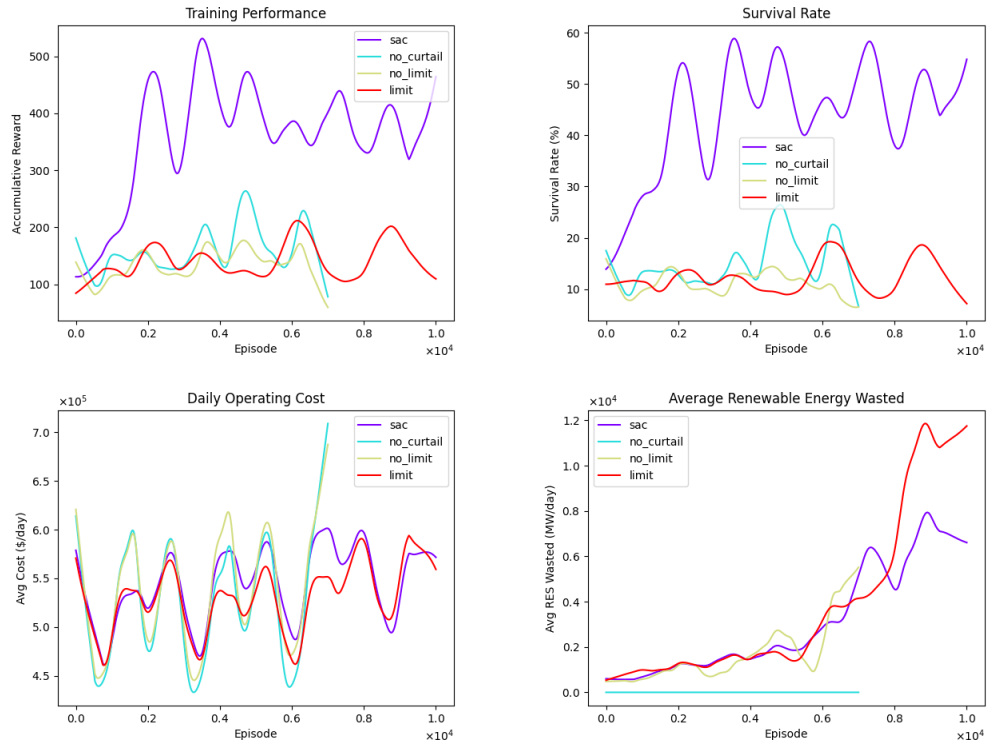 Training Performance
500
400
300
200
100
Accumulative Reward
sac
no_curtail
no_limit
limit
0.0
0.2
0.4
0.6
0.8
1.0
Episode
×10⁴
Survival Rate
60
50
40
30
20
10
Survival Rate (%)
sac
no_curtail
no_limit
limit
0.0
0.2
0.4
0.6
0.8
1.0
Episode
×10⁴
Daily Operating Cost
×10⁵
7.0
6.5
6.0
5.5
5.0
4.5
Avg Cost ($/day)
sac
no_curtail
no_limit
limit
0.0
0.2
0.4
0.6
0.8
1.0
Episode
×10⁴
Average Renewable Energy Wasted
×10⁴
1.2
1.0
0.8
0.6
0.4
0.2
0.0
Avg RES Wasted (MW/day)
sac
no_curtail
no_limit
limit
0.0
0.2
0.4
0.6
0.8
1.0
Episode
×10⁴